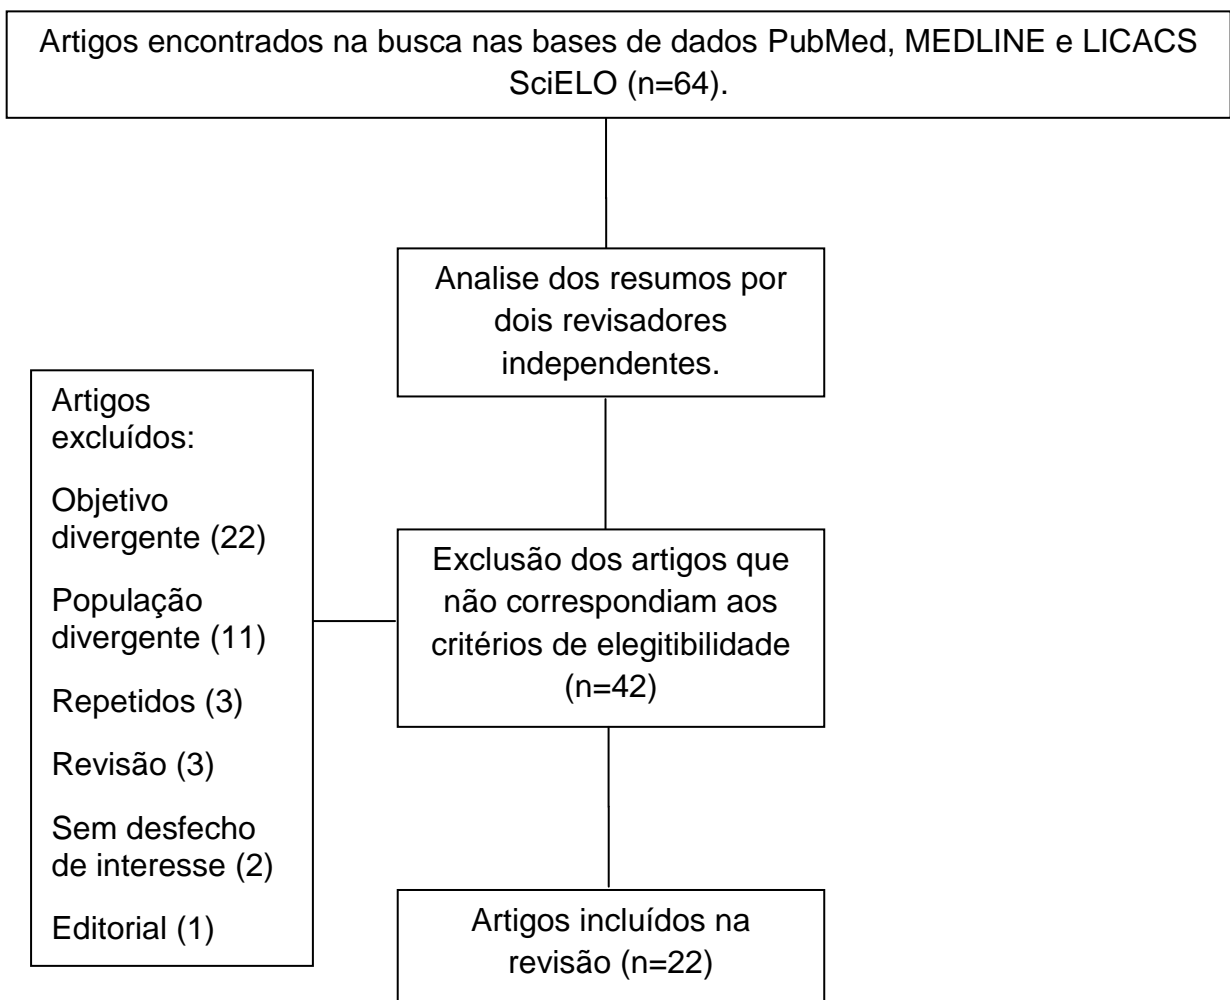 Artigos encontrados na busca nas bases de dados PubMed, MEDLINE e LICACS
SciELO (n=64).
Analise dos resumos por
dois revisadores
independentes.
Artigos
excluídos:
Objetivo
divergente (22)
População
divergente (11)
Repetidos (3)
Revisão (3)
Sem desfecho
de interesse (2)
Editorial (1)
Exclusão dos artigos que
não correspondiam aos
critérios de elegitibilidade
(n=42)
Artigos incluídos na
revisão (n=22)